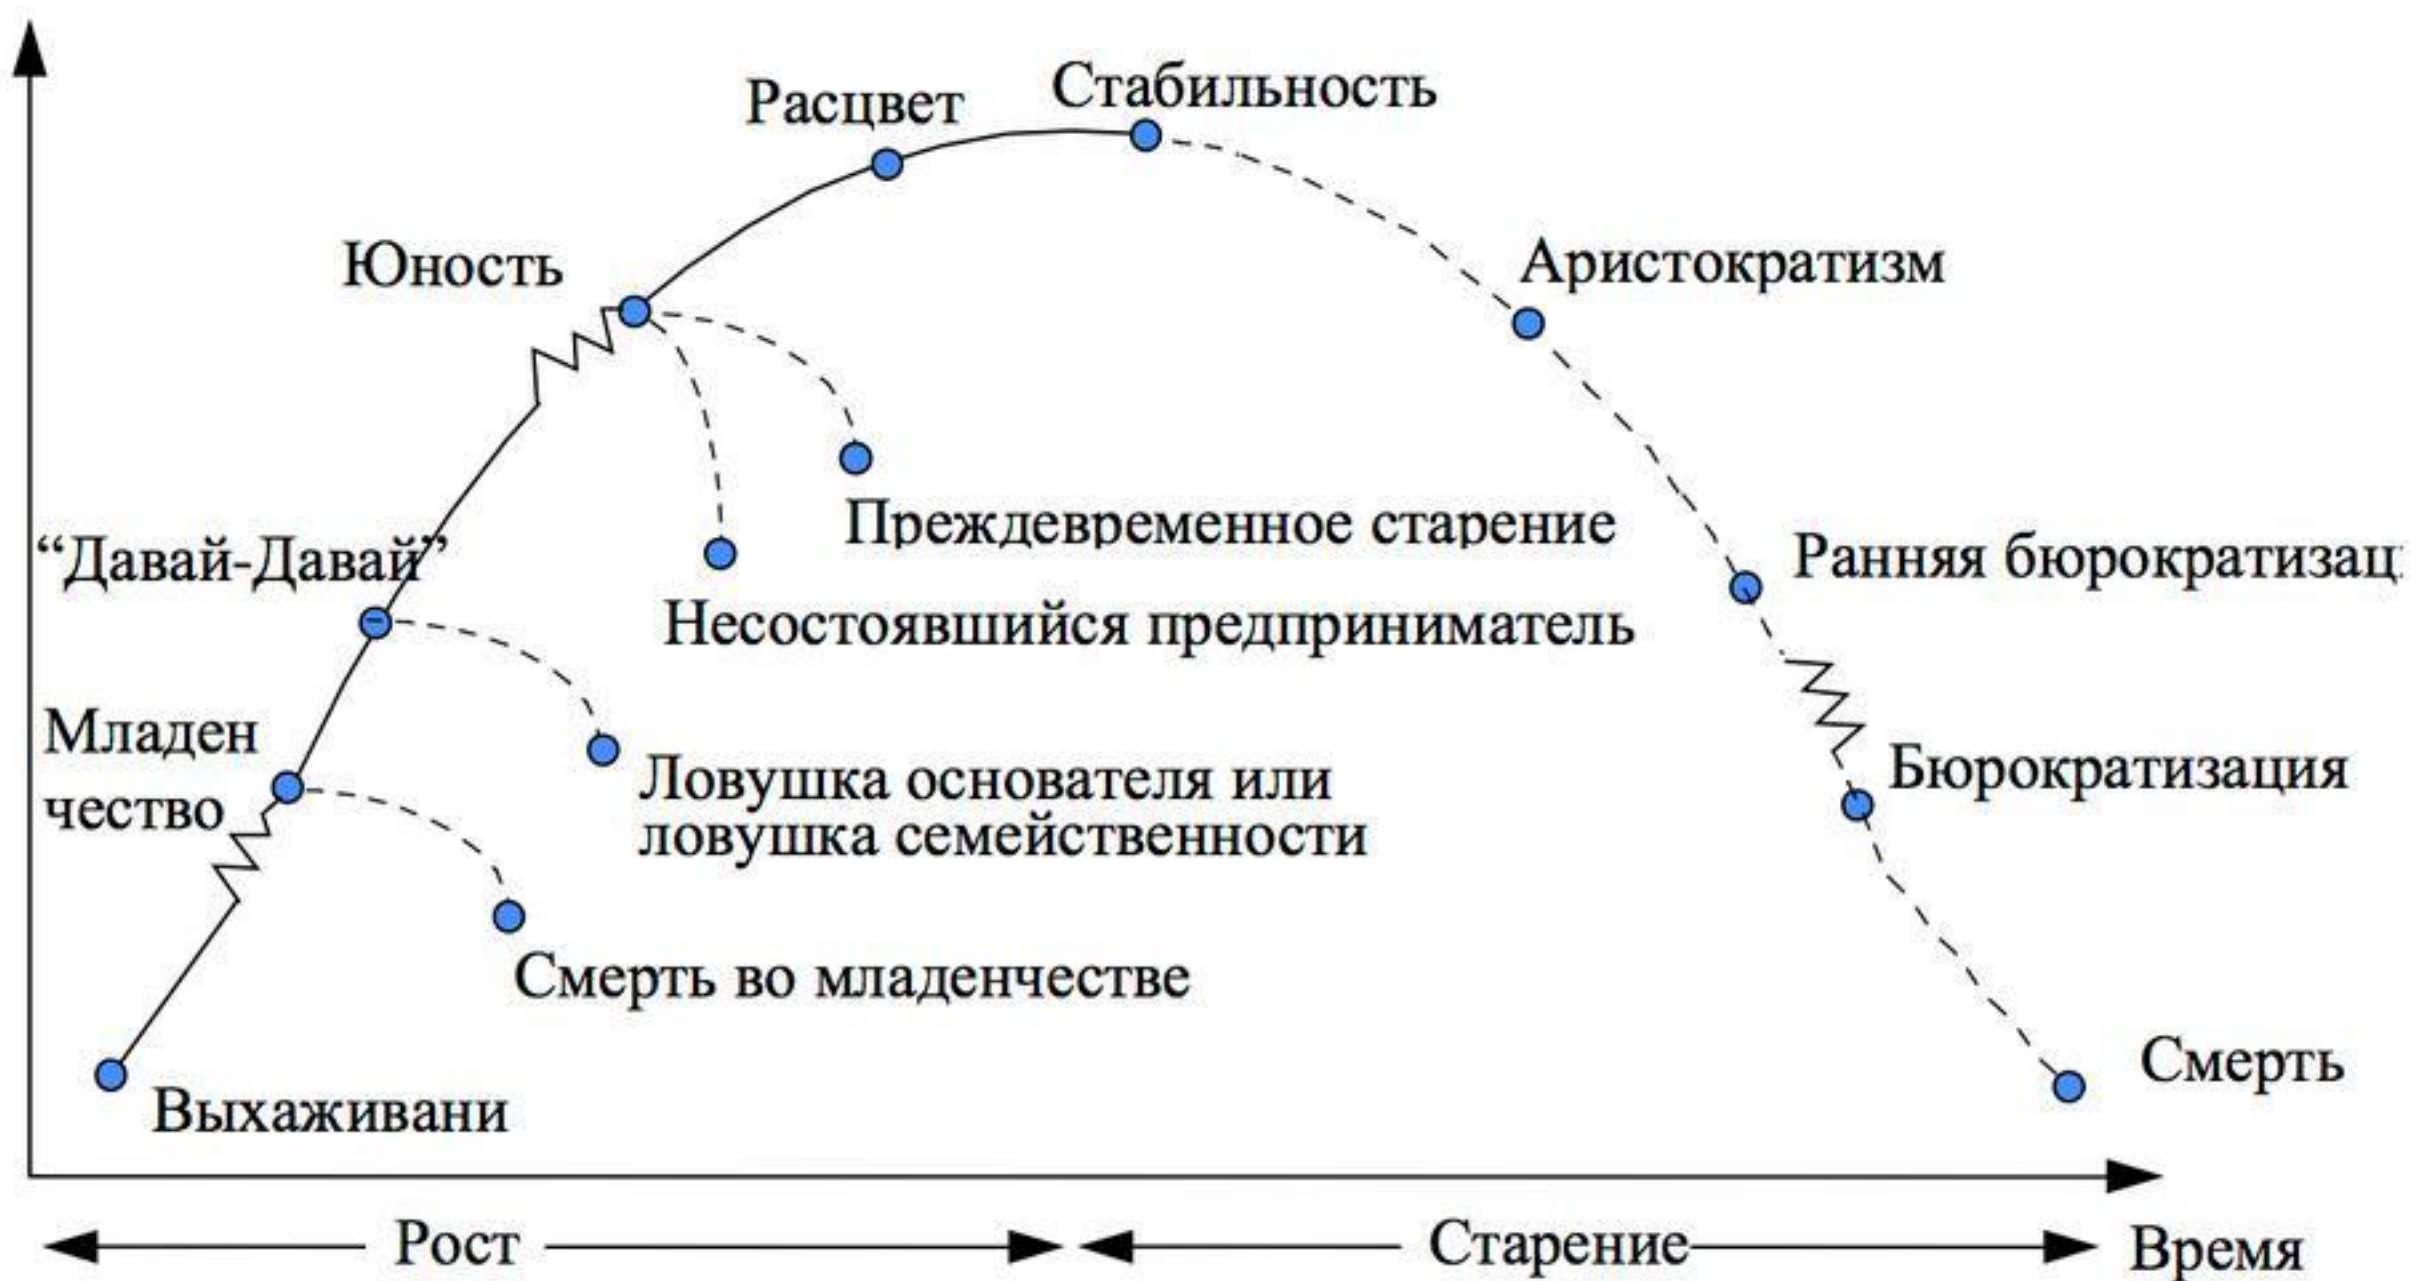 Расцвет
Стабильность
Юность
Аристократизм
“Давай-Давай”
Преждевременное старение
Ранняя бюрократизац
Несостоявшийся предприниматель
Младен
чество
Ловушка основателя или
ловушка семейственности
Бюрократизация
Смерть во младенчестве
Смерть
Выхаживани
Рост
Старение
Время